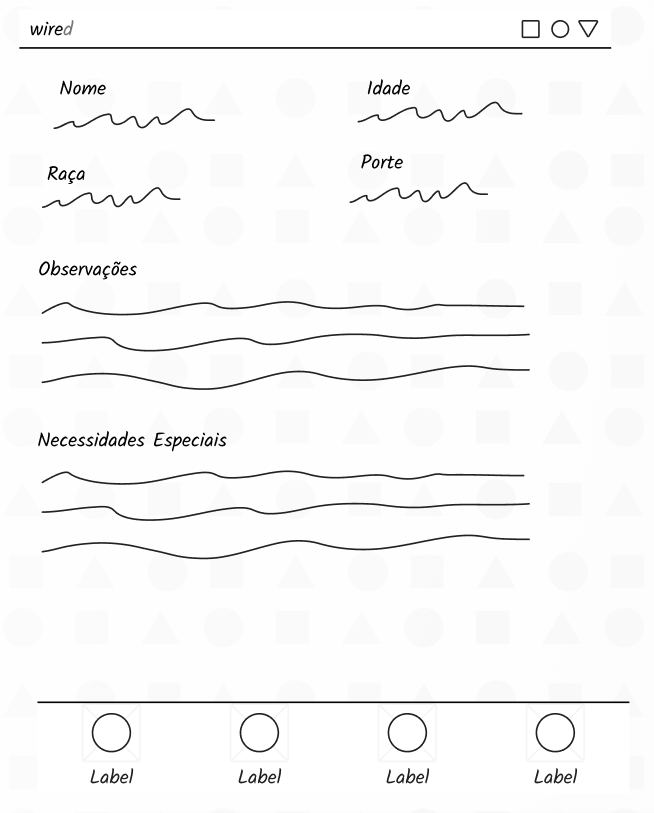 wired
Nome
Idade
Raça
Porte
Observações
Necessidades Especiais
Label
Label
Label
Label